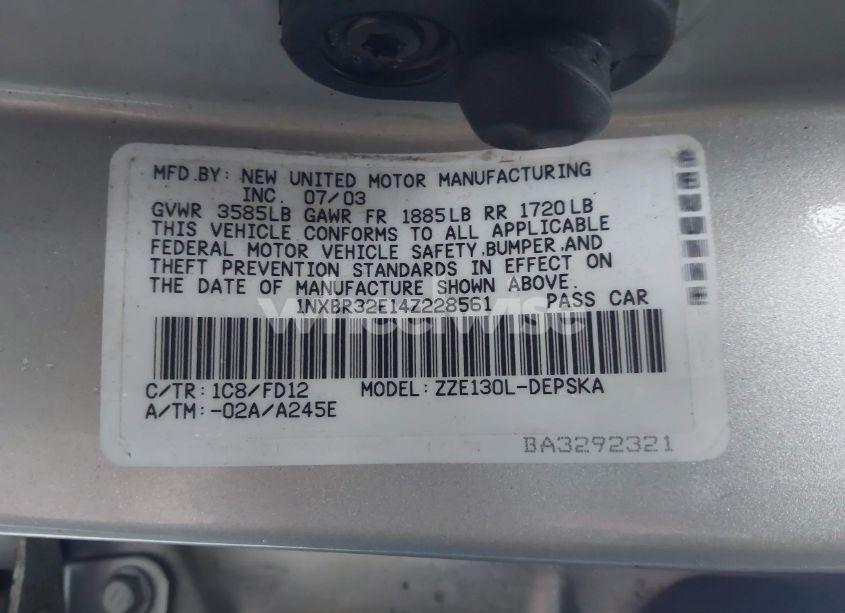 MFD.BY: NEW UNITED MOTOR MANUFACTURING
INC. 07/03
GVWR 3585LB GAWR FR 1885LB RR 1720LB
THIS VEHICLE CONFORMS TO ALL APPLICABLE
FEDERAL MOTOR VEHICLE SAFETY,BUMPER,AND
THEFT PREVENTION STANDARDS IN EFFECT ON
THE DATE OF MANUFACTURE SHOWN ABOVE.
1NXBR32E14Z228561 PASS CAR
wheelwise
C/TR: 1C8/FD12 MODEL: ZZE130L-DEPSKA
A/TM:-02A/A245E
BA3292321